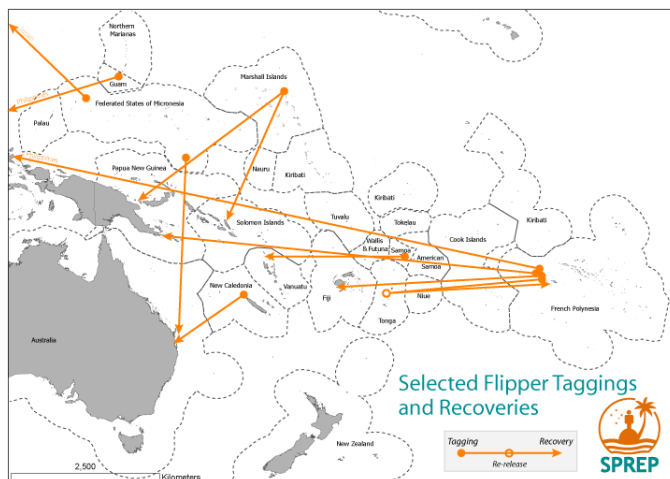 Northern
Marianas
Guam
Philippines
Marshall Islands
Federated States of Micronesia
Palau
Philippines
Papua New Guinea
Nauru
Kiribati
Kiribati
Kiribati
Solomon Islands
Tuvalu
Tokelau
Cook Islands
Wallis
& Futuna
Samoa
American
Samoa
New Caledonia
Vanuatu
Fiji
Niue
Tonga
French Polynesia
Australia
New Zealand
Selected Flipper Taggings
and Recoveries
Tagging
Recovery
Re-release
SPREP
2,500
Kilometers